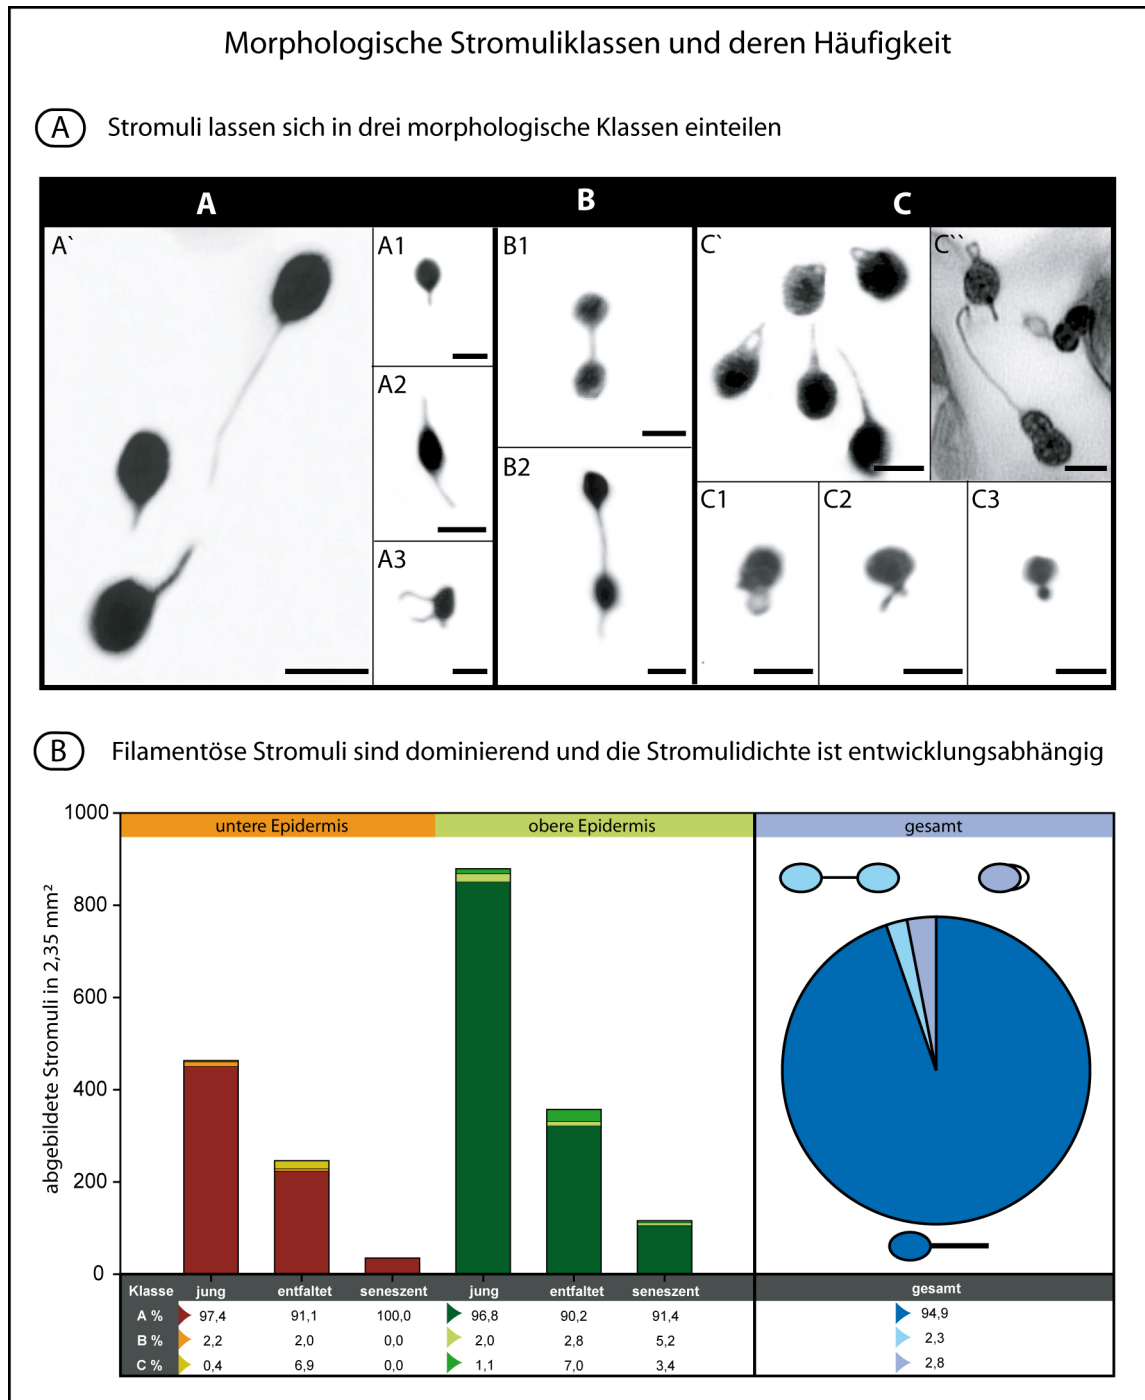 Morphologische Stromuliklassen und deren Häufigkeit
A Stromuli lassen sich in drei morphologische Klassen einteilen
A B C
A` A1 B1 C` C``
A2
B2
A3
C1 C2 C3
B Filamentöse Stromuli sind dominierend und die Stromulidichte ist entwicklungsabhängig
1000
untere Epidermis obere Epidermis gesamt
800
600
400
200
0
abgebildete Stromuli in 2,35 mm²
Klasse jung entfaltet seneszent jung entfaltet seneszent gesamt
A % 97,4 91,1 100,0 96,8 90,2 91,4 94,9
B % 2,2 2,0 0,0 2,0 2,8 5,2 2,3
C % 0,4 6,9 0,0 1,1 7,0 3,4 2,8